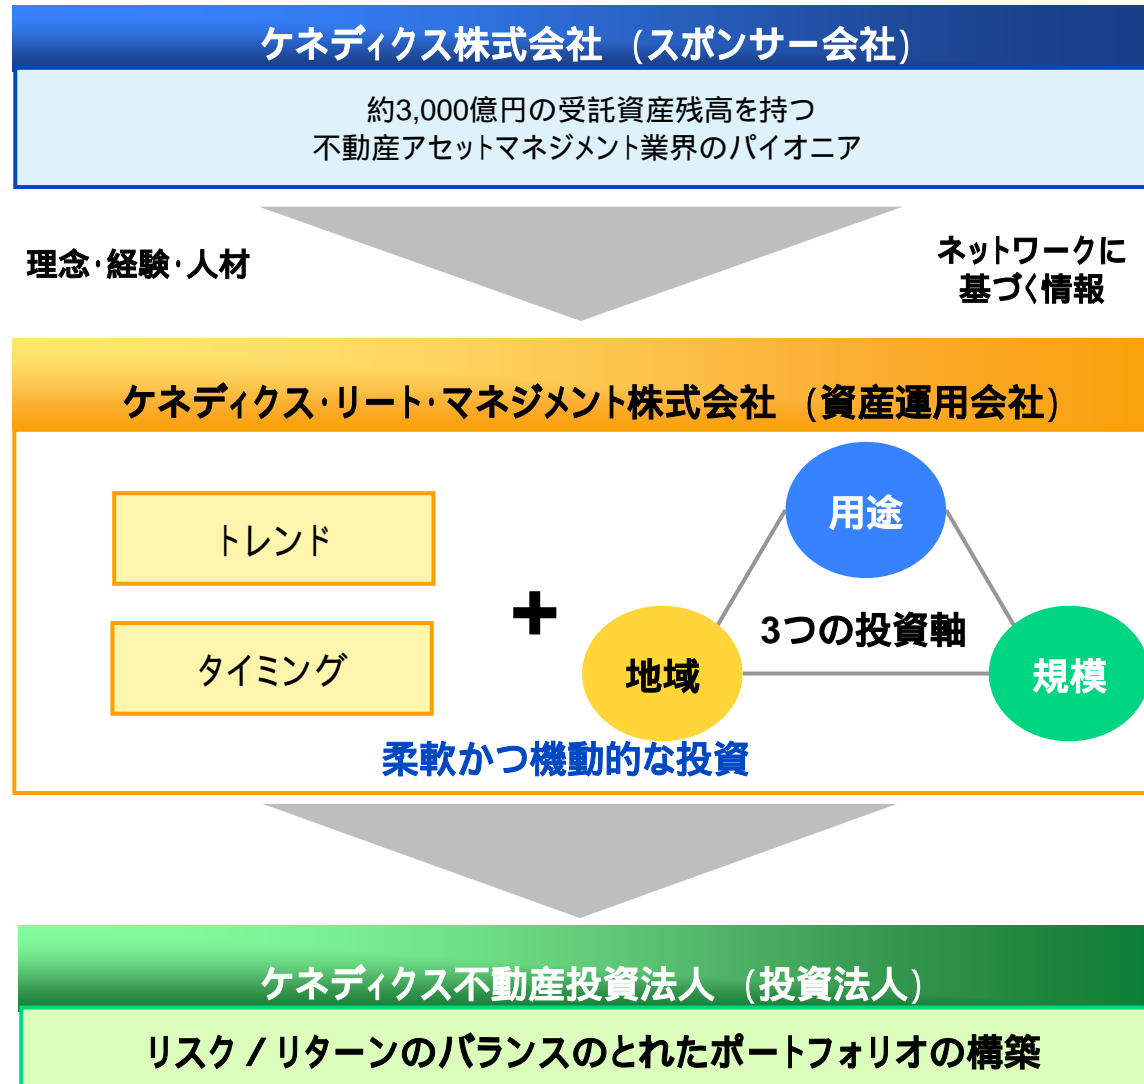 ケネディクス株式会社 (スポンサー会社)
約3,000億円の受託資産残高を持つ
不動産アセットマネジメント業界のパイオニア
理念・経験・人材
ネットワークに
基づく情報
ケネディクス・リート・マネジメント株式会社 (資産運用会社)
トレンド
タイミング
+
用途
3つの投資軸
地域
規模
柔軟かつ機動的な投資
ケネディクス不動産投資法人 (投資法人)
リスク / リターンのバランスのとれたポートフォリオの構築